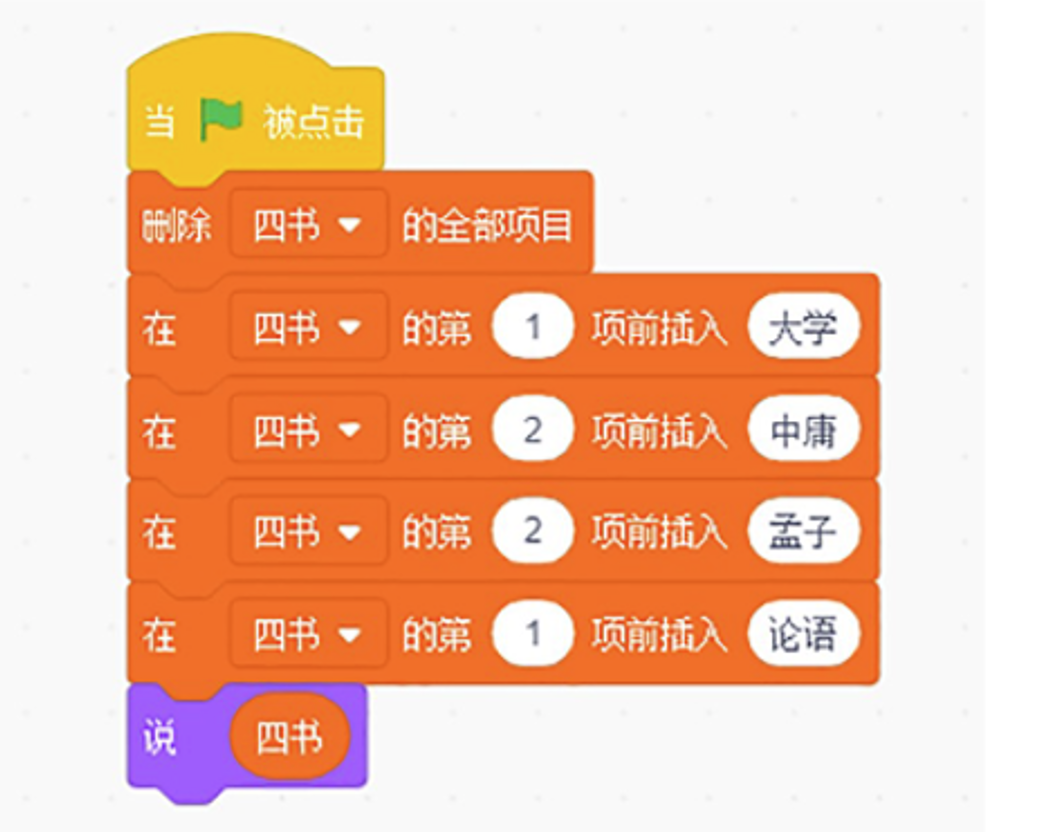 当 被点击
删除 四书 的全部项目
在 四书 的第 1 项前插入 大学
在 四书 的第 2 项前插入 中庸
在 四书 的第 2 项前插入 孟子
在 四书 的第 1 项前插入 论语
说 四书